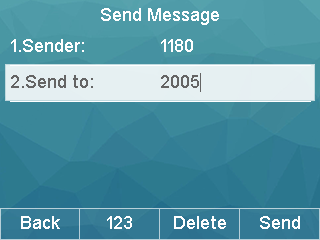 Send Message
1.Sender: 1180
2.Send to: 2005
Back 123 Delete Send